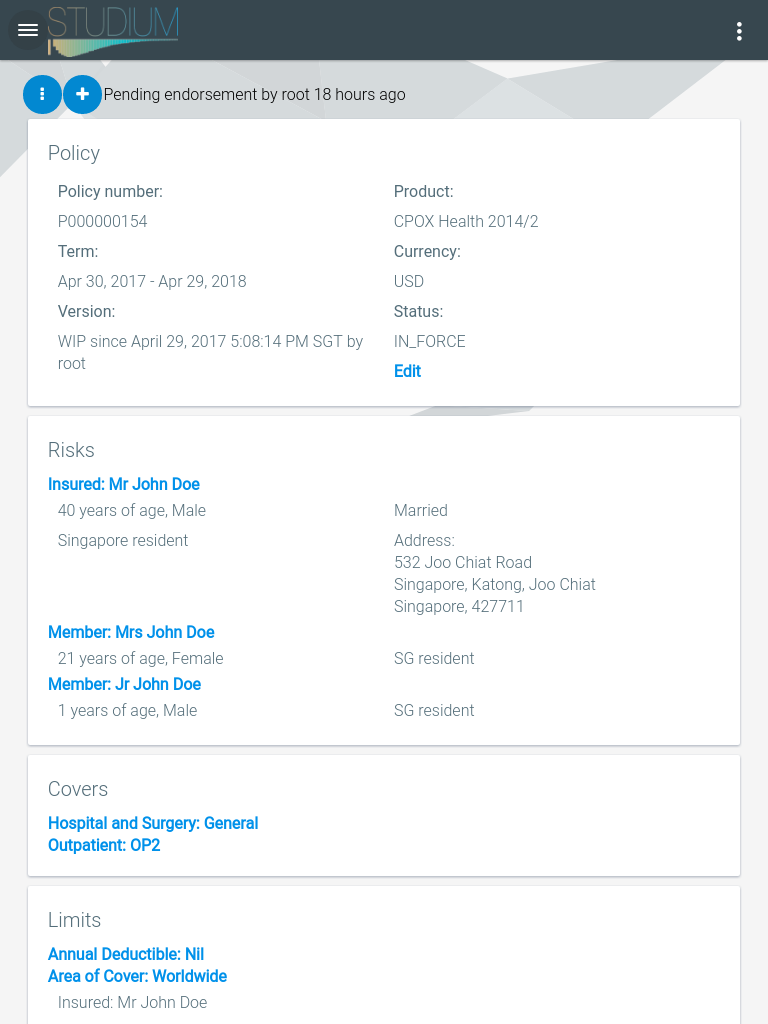 STUDIUM
Pending endorsement by root 18 hours ago
Policy
Policy number:
P000000154
Product:
CPOX Health 2014/2
Term:
Apr 30, 2017 - Apr 29, 2018
Currency:
USD
Version:
WIP since April 29, 2017 5:08:14 PM SGT by
root
Status:
IN_FORCE
Edit
Risks
Insured: Mr John Doe
40 years of age, Male
Married
Singapore resident
Address:
532 Joo Chiat Road
Singapore, Katong, Joo Chiat
Singapore, 427711
Member: Mrs John Doe
21 years of age, Female
SG resident
Member: Jr John Doe
1 years of age, Male
SG resident
Covers
Hospital and Surgery: General
Outpatient: OP2
Limits
Annual Deductible: Nil
Area of Cover: Worldwide
Insured: Mr John Doe